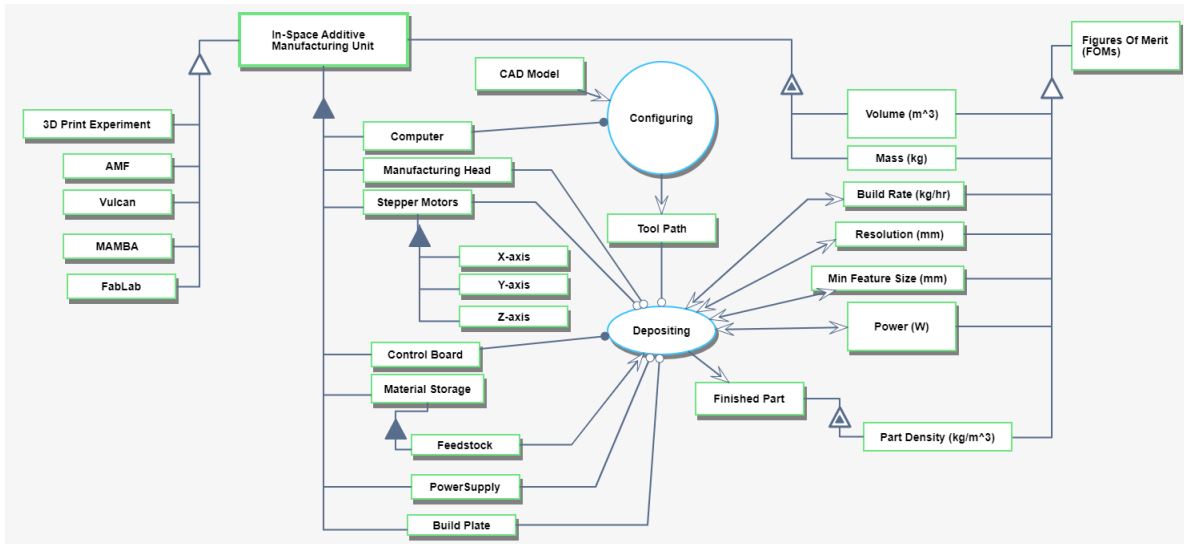 In-Space Additive
Manufacturing Unit
Figures Of Merit
(FOMs)
CAD Model
Configuring
3D Print Experiment
AMF
Vulcan
MAMBA
FabLab
Computer
Manufacturing Head
Stepper Motors
X-axis
Y-axis
Z-axis
Control Board
Material Storage
Feedstock
PowerSupply
Build Plate
Tool Path
Depositing
Finished Part
Volume (m^3)
Mass (kg)
Build Rate (kg/hr)
Resolution (mm)
Min Feature Size (mm)
Power (W)
Part Density (kg/m^3)